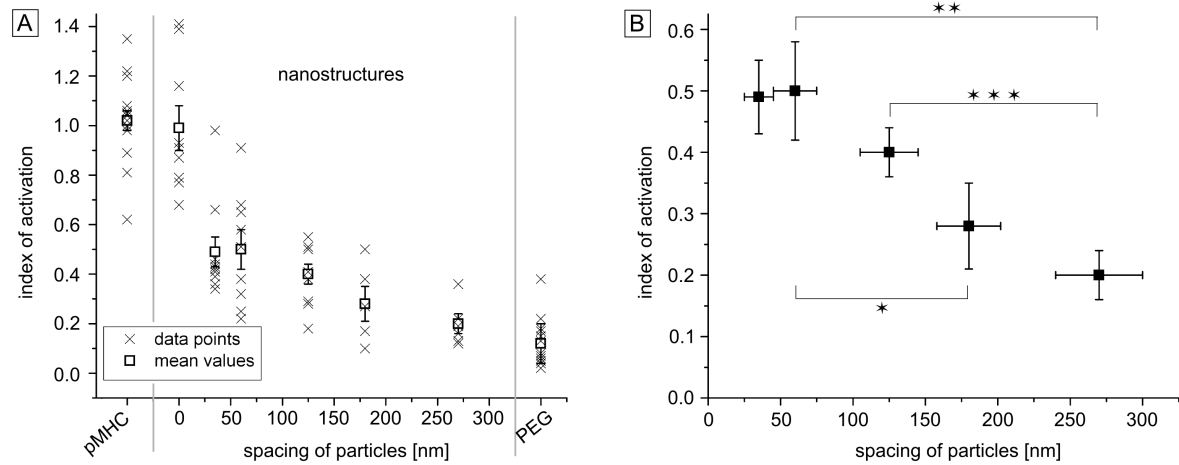 A
index of activation
1.4
1.2
1.0
0.8
0.6
0.4
0.2
0.0
nanostructures
× data points
mean values
pMHC
0 50 100 150 200 250 300
PEG
spacing of particles [nm]
B
index of activation
0.6
0.5
0.4
0.3
0.2
0.1
0.0
✶✶
✶✶✶
✶
0 50 100 150 200 250 300
spacing of particles [nm]